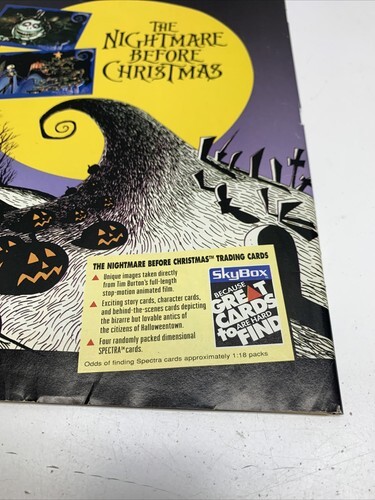 THE
NIGHTMARE
BEFORE
CHRISTMAS
THE NIGHTMARE BEFORE CHRISTMAS™ TRADING CARDS
▲ Unique images taken directly
from Tim Burton's full-length
stop-motion animated film.
▲ Exciting story cards, character cards,
and behind-the-scenes cards depicting
the bizarre but lovable antics of
the citizens of Halloweentown.
▲ Four randomly packed dimensional
SPECTRA™ cards.
Odds of finding Spectra cards approximately 1:18 packs
SkyBox
BECAUSE
GREAT
CARDS
ARE HARD
TO FIND